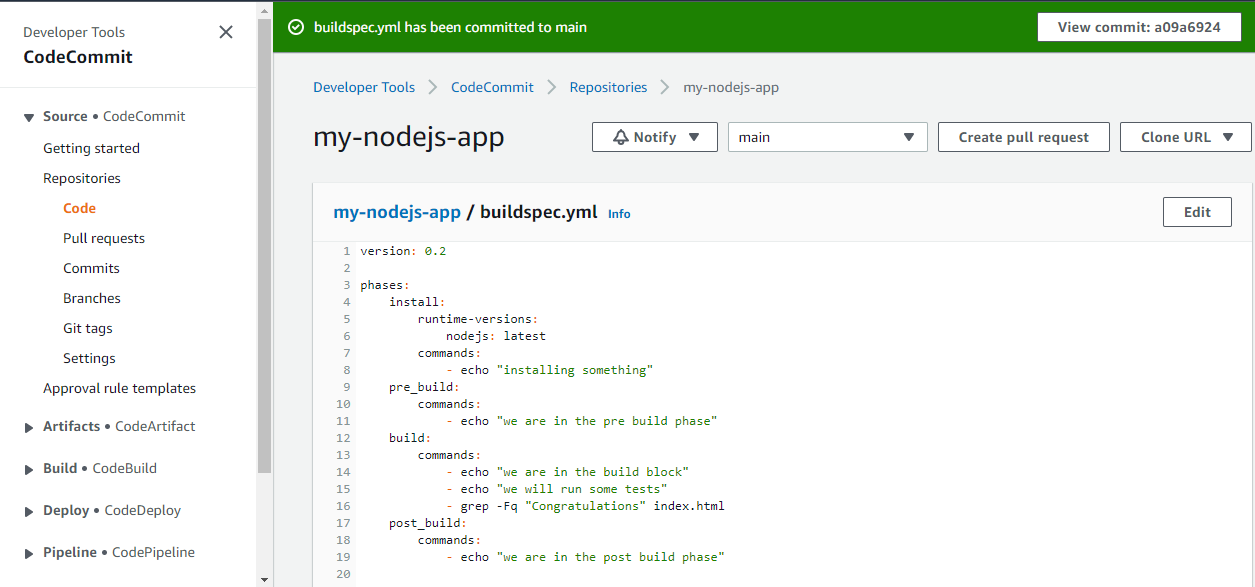 Developer Tools
CodeCommit
Source • CodeCommit
Getting started
Repositories
Code
Pull requests
Commits
Branches
Git tags
Settings
Approval rule templates
Artifacts • CodeArtifact
Build • CodeBuild
Deploy • CodeDeploy
Pipeline • CodePipeline
buildspec.yml has been committed to main
View commit: a09a6924
Developer Tools > CodeCommit > Repositories > my-nodejs-app
my-nodejs-app
Notify
main
Create pull request
Clone URL
my-nodejs-app / buildspec.yml Info
Edit
1 version: 0.2
2
3 phases:
4     install:
5         runtime-versions:
6             nodejs: latest
7         commands:
8             - echo "installing something"
9     pre_build:
10         commands:
11             - echo "we are in the pre build phase"
12     build:
13         commands:
14             - echo "we are in the build block"
15             - echo "we will run some tests"
16             - grep -Fq "Congratulations" index.html
17     post_build:
18         commands:
19             - echo "we are in the post build phase"
20